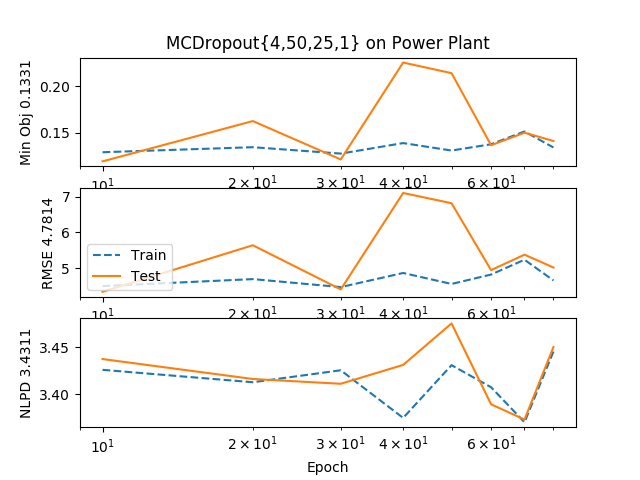 MCDropout{4,50,25,1} on Power Plant
Min Obj 0.1331
0.20
0.15
10¹ 2×10¹ 3×10¹ 4×10¹ 6×10¹
RMSE 4.7814
7
6
5
Train
Test
10¹ 2×10¹ 3×10¹ 4×10¹ 6×10¹
NLPD 3.4311
3.45
3.40
10¹ 2×10¹ 3×10¹ 4×10¹ 6×10¹
Epoch